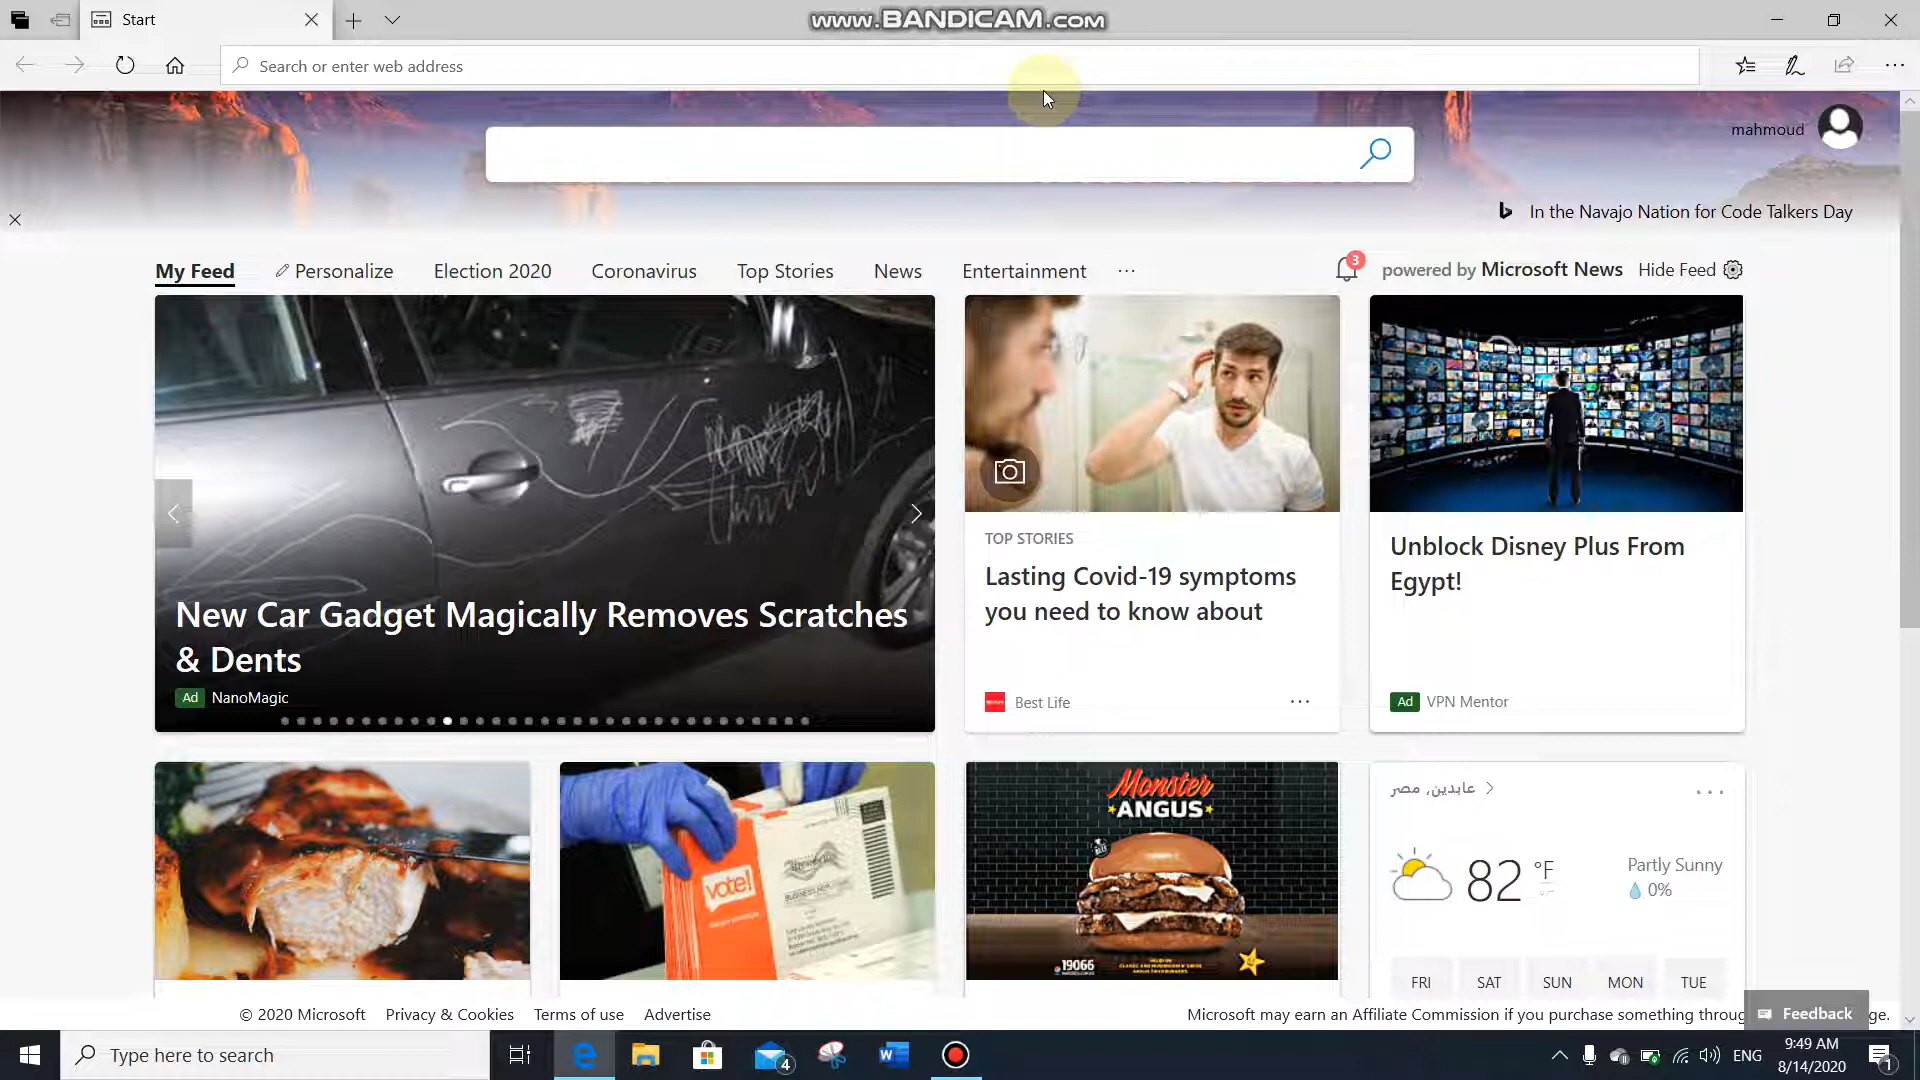 Start
www.BANDICAM.com
Search or enter web address
mahmoud
In the Navajo Nation for Code Talkers Day
My Feed
Personalize
Election 2020
Coronavirus
Top Stories
News
Entertainment
3
powered by Microsoft News
Hide Feed
New Car Gadget Magically Removes Scratches
& Dents
Ad NanoMagic
TOP STORIES
Lasting Covid-19 symptoms
you need to know about
Best Life
Unblock Disney Plus From
Egypt!
Ad VPN Mentor
vote!
Monster
ANGUS
19066
عابدين, مصر
82 °F
Partly Sunny
0%
FRI SAT SUN MON TUE
© 2020 Microsoft
Privacy & Cookies
Terms of use
Advertise
Microsoft may earn an Affiliate Commission if you purchase something throug
ge.
Feedback
Type here to search
4
ENG
9:49 AM
8/14/2020
1